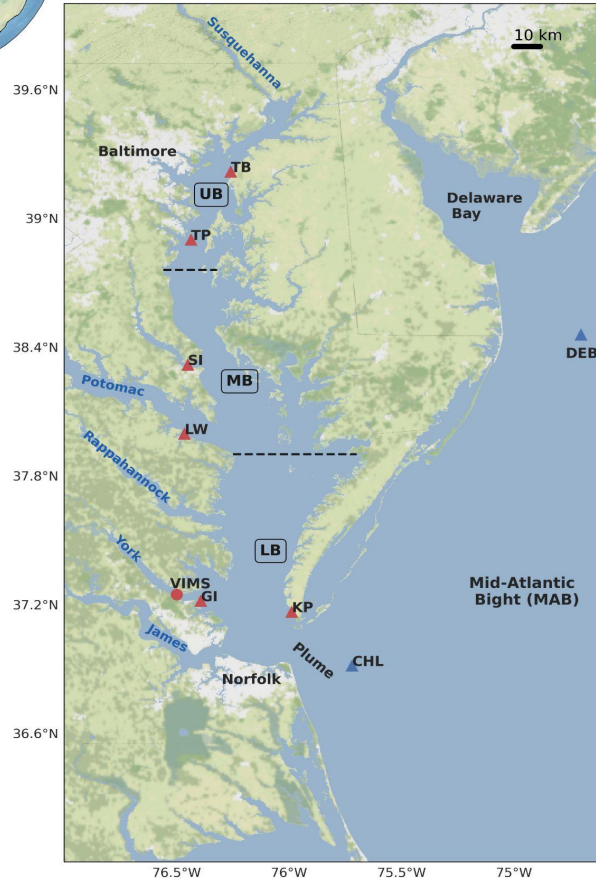 Susquehanna
10 km
39.6°N
Baltimore
TB
UB
Delaware
Bay
39°N
TP
38.4°N
DEB
SI
MB
Potomac
LW
37.8°N
Rappahannock
LB
York
VIMS
GI
Mid-Atlantic
Bight (MAB)
37.2°N
KP
James
Plume
CHL
Norfolk
36.6°N
76.5°W
76°W
75.5°W
75°W